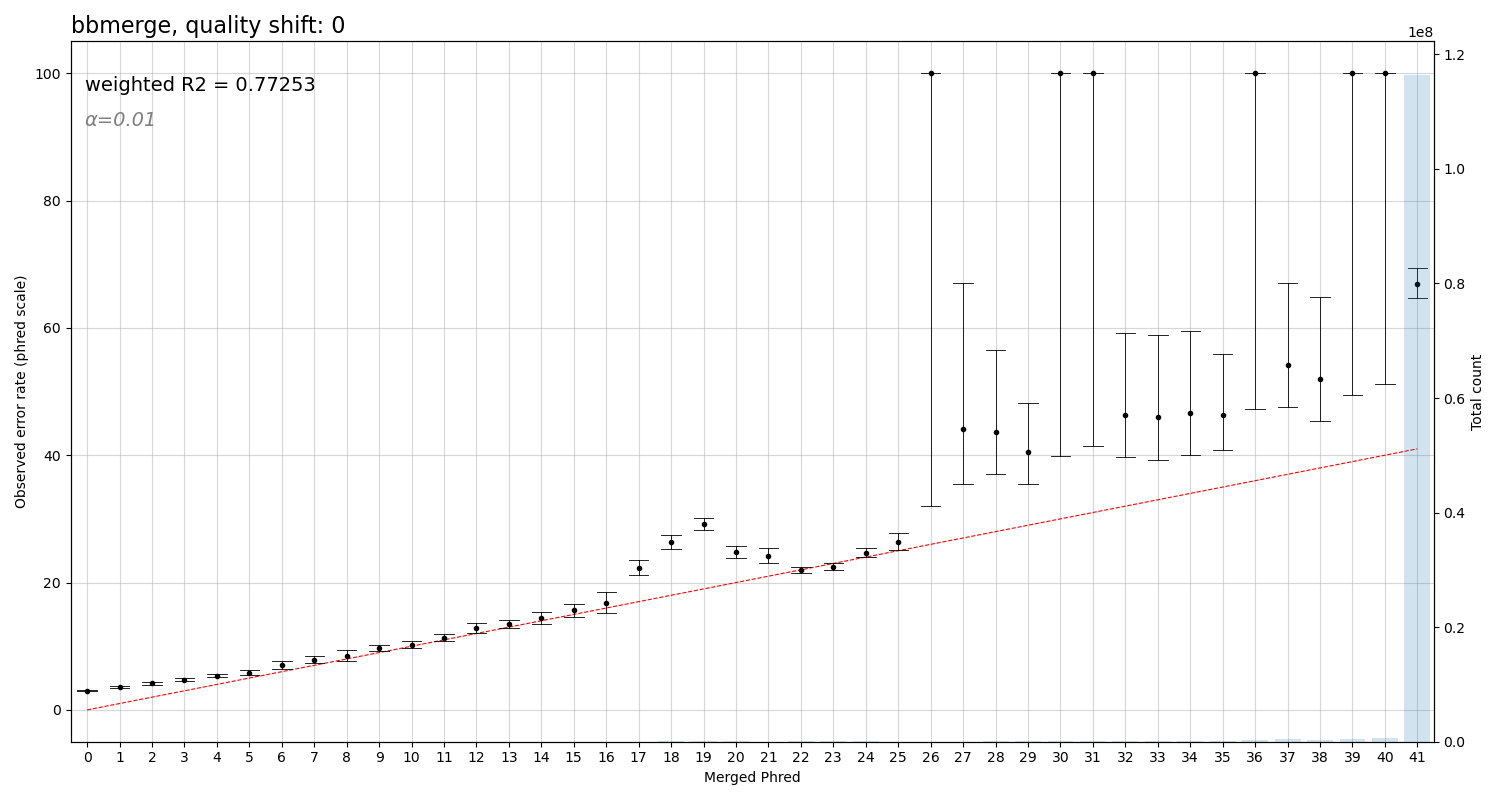 bbmerge, quality shift: 0
1e8
weighted R2 = 0.77253
α=0.01
Observed error rate (phred scale)
100
80
60
40
20
0
1.2
1.0
0.8
0.6
0.4
0.2
0.0
Total count
0 1 2 3 4 5 6 7 8 9 10 11 12 13 14 15 16 17 18 19 20 21 22 23 24 25 26 27 28 29 30 31 32 33 34 35 36 37 38 39 40 41
Merged Phred